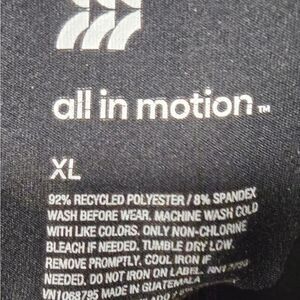 all in motion™
XL
92% RECYCLED POLYESTER / 8% SPANDEX
WASH BEFORE WEAR. MACHINE WASH COLD
WITH LIKE COLORS. ONLY NON-CHLORINE
BLEACH IF NEEDED. TUMBLE DRY LOW.
REMOVE PROMPTLY. COOL IRON IF
NEEDED. DO NOT IRON ON LABEL.
VN1068795 MADE IN GUATEMALA